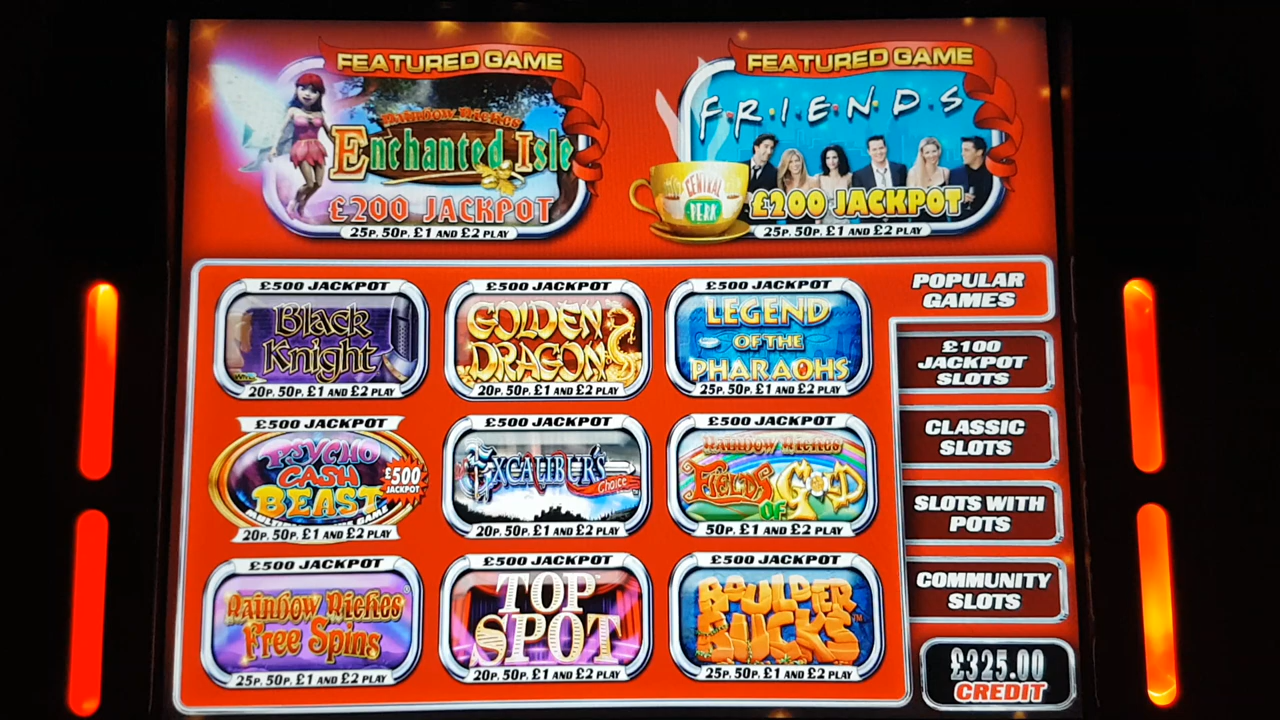 FEATURED GAME
Rainbow Riches
Enchanted Isle
£200 JACKPOT
25P, 50P, £1 AND £2 PLAY
FEATURED GAME
F·R·I·E·N·D·S
CENTRAL
PERK
£200 JACKPOT
25P, 50P, £1 AND £2 PLAY
£500 JACKPOT
Black
Knight
20P, 50P, £1 AND £2 PLAY
£500 JACKPOT
GOLDEN
DRAGON
20P, 50P, £1 AND £2 PLAY
£500 JACKPOT
LEGEND
OF THE
PHARAOHS
25P, 50P, £1 AND £2 PLAY
£500 JACKPOT
PSYCHO
CASH
BEAST
£500
JACKPOT
20P, 50P, £1 AND £2 PLAY
£500 JACKPOT
EXCALIBUR'S
Choice
20P, 50P, £1 AND £2 PLAY
£500 JACKPOT
Rainbow Riches
FIELDS
OF
GOLD
50P, £1 AND £2 PLAY
£500 JACKPOT
Rainbow Riches®
Free Spins
25P, 50P, £1 AND £2 PLAY
£500 JACKPOT
TOP
SPOT
20P, 50P, £1 AND £2 PLAY
£500 JACKPOT
BOULDER
BUCKS™
25P, 50P, £1 AND £2 PLAY
POPULAR
GAMES
£100
JACKPOT
SLOTS
CLASSIC
SLOTS
SLOTS WITH
POTS
COMMUNITY
SLOTS
£325.00
CREDIT